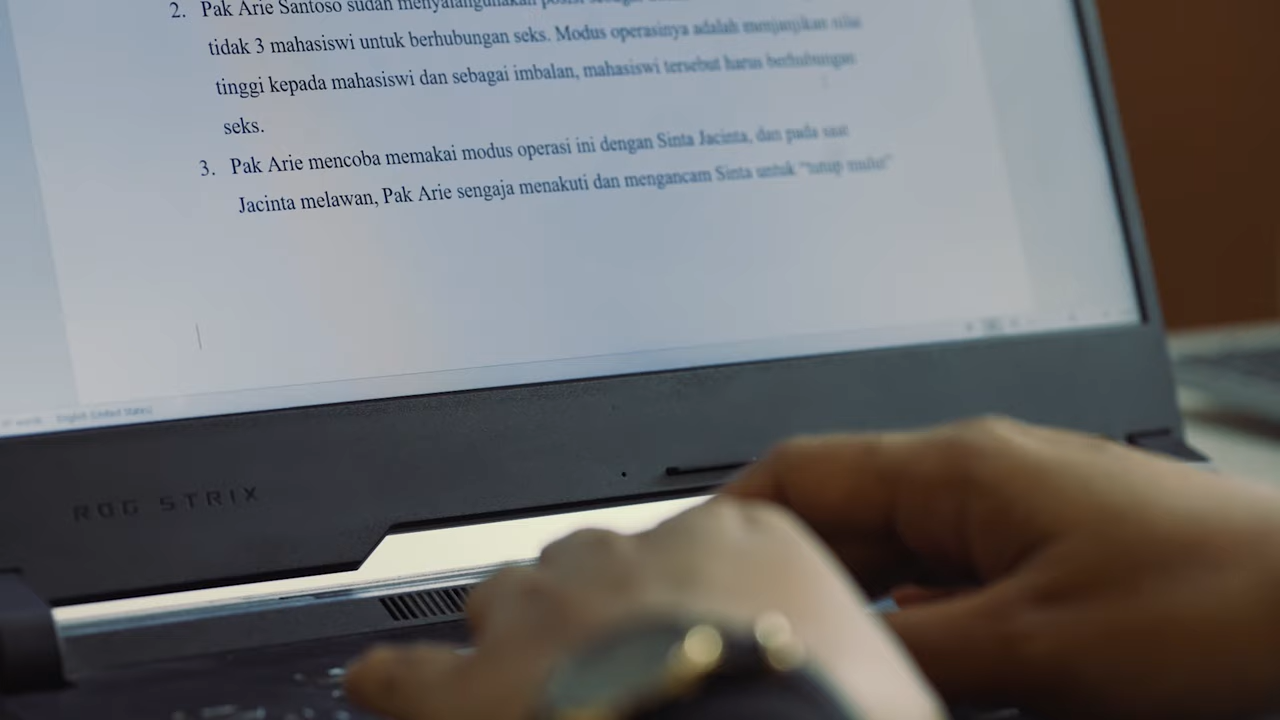 2. Pak Arie Santoso sudah menyalahgunakan posisi
tidak 3 mahasiswi untuk berhubungan seks. Modus operasinya adalah menjanjikan nilai
tinggi kepada mahasiswi dan sebagai imbalan, mahasiswi tersebut harus berhubungan
seks.
3. Pak Arie mencoba memakai modus operasi ini dengan Sinta Jacinta, dan pada saat
Jacinta melawan, Pak Arie sengaja menakuti dan mengancam Sinta untuk “tutup mulut”
English (United States)
ROG STRIX